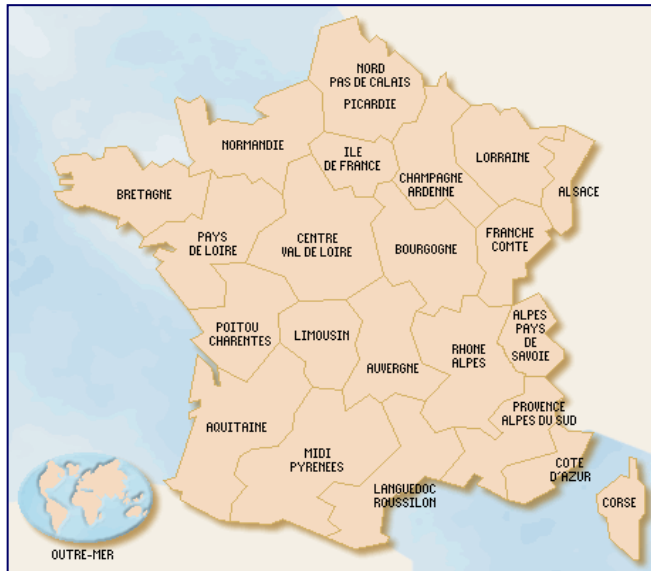 NORD
PAS DE CALAIS
PICARDIE
NORMANDIE
ILE
DE FRANCE
CHAMPAGNE
ARDENNE
LORRAINE
ALSACE
BRETAGNE
PAYS
DE LOIRE
CENTRE
VAL DE LOIRE
BOURGOGNE
FRANCHE
COMTE
POITOU
CHARENTES
LIMOUSIN
AUVERGNE
RHONE
ALPES
ALPES
PAYS
DE
SAVOIE
AQUITAINE
MIDI
PYRENEES
LANGUEDOC
ROUSSILON
PROVENCE
ALPES DU SUD
COTE
D'AZUR
CORSE
OUTRE-MER